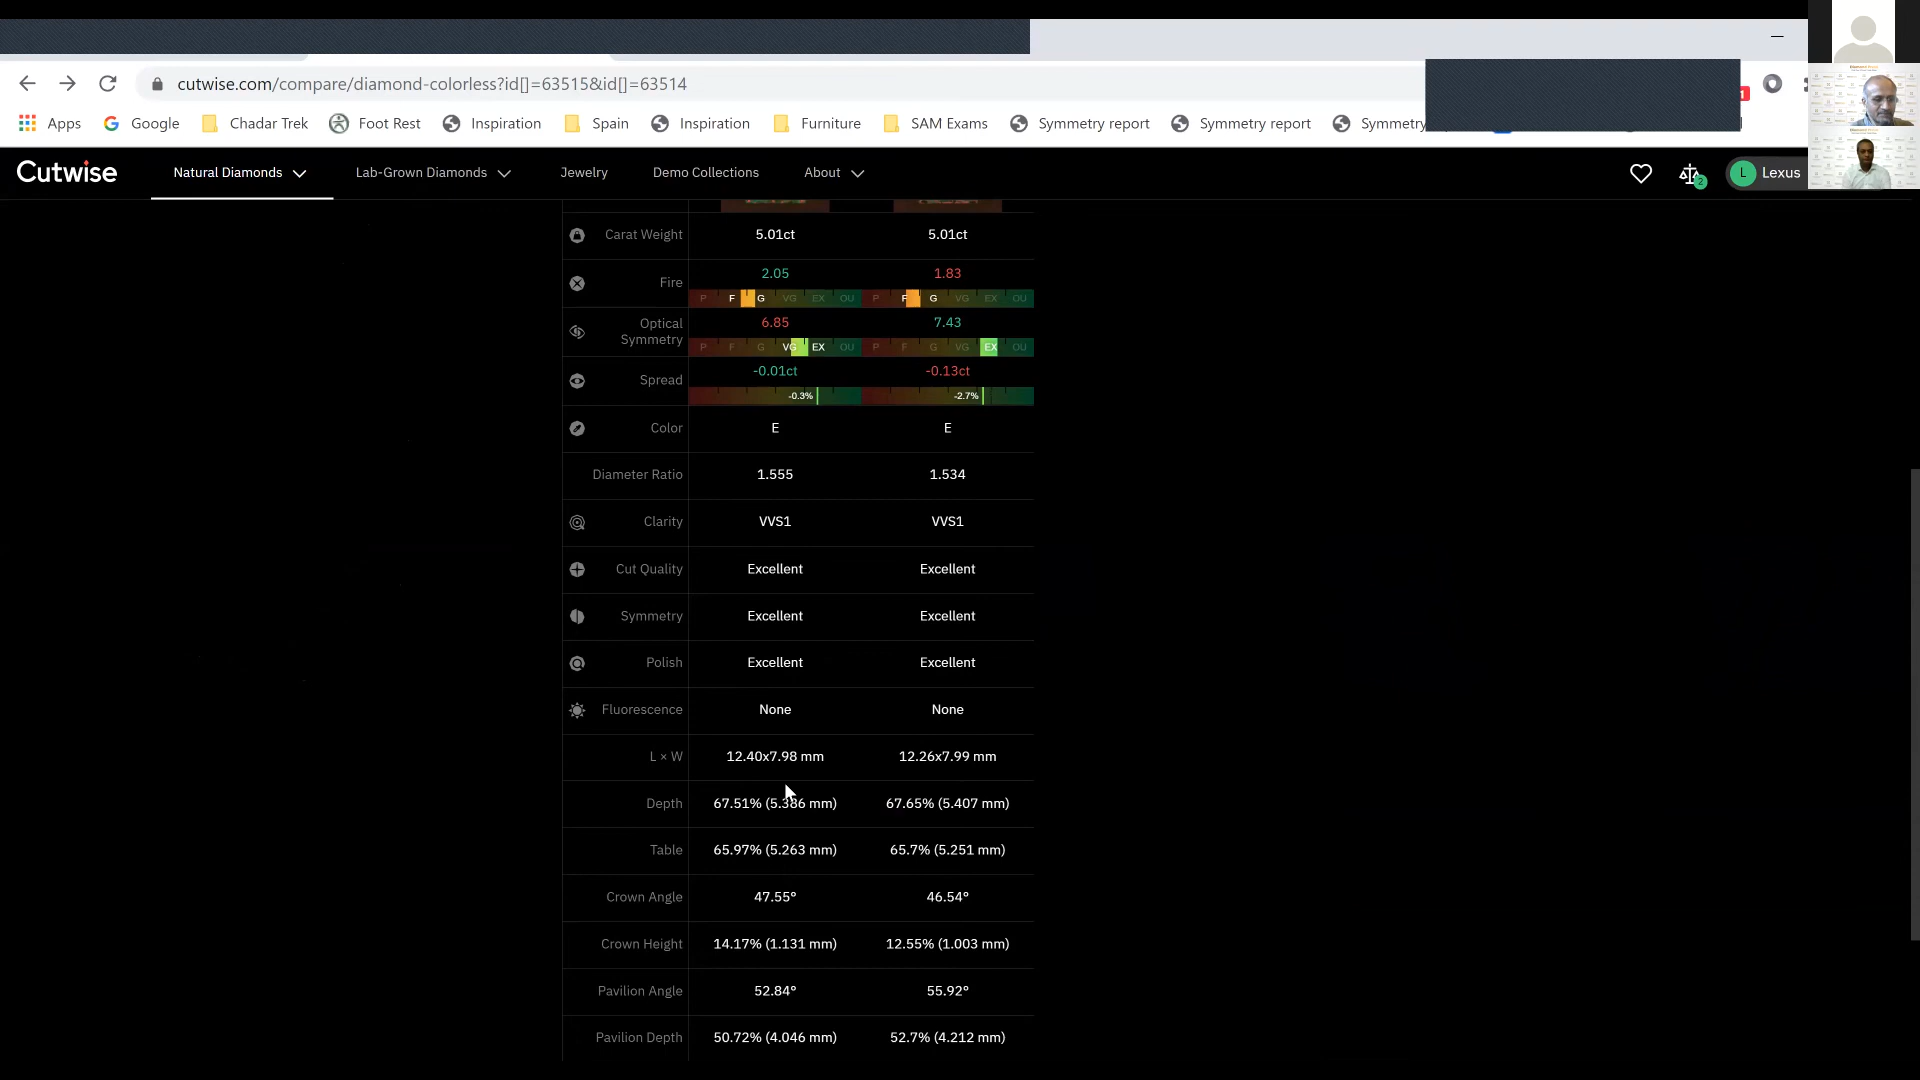 cutwise.com/compare/diamond-colorless?id[]=63515&id[]=63514
Apps Google Chadar Trek Foot Rest Inspiration Spain Inspiration Furniture SAM Exams Symmetry report Symmetry report Symmetry
Cutwise Natural Diamonds Lab-Grown Diamonds Jewelry Demo Collections About 2 L Lexus
Carat Weight 5.01ct 5.01ct
Fire 2.05 1.83
P F G VG EX OU P F G VG EX OU
Optical Symmetry 6.85 7.43
P F G VG EX OU P F G VG EX OU
Spread -0.01ct -0.13ct
-0.3% -2.7%
Color E E
Diameter Ratio 1.555 1.534
Clarity VVS1 VVS1
Cut Quality Excellent Excellent
Symmetry Excellent Excellent
Polish Excellent Excellent
Fluorescence None None
L × W 12.40x7.98 mm 12.26x7.99 mm
Depth 67.51% (5.386 mm) 67.65% (5.407 mm)
Table 65.97% (5.263 mm) 65.7% (5.251 mm)
Crown Angle 47.55° 46.54°
Crown Height 14.17% (1.131 mm) 12.55% (1.003 mm)
Pavilion Angle 52.84° 55.92°
Pavilion Depth 50.72% (4.046 mm) 52.7% (4.212 mm)